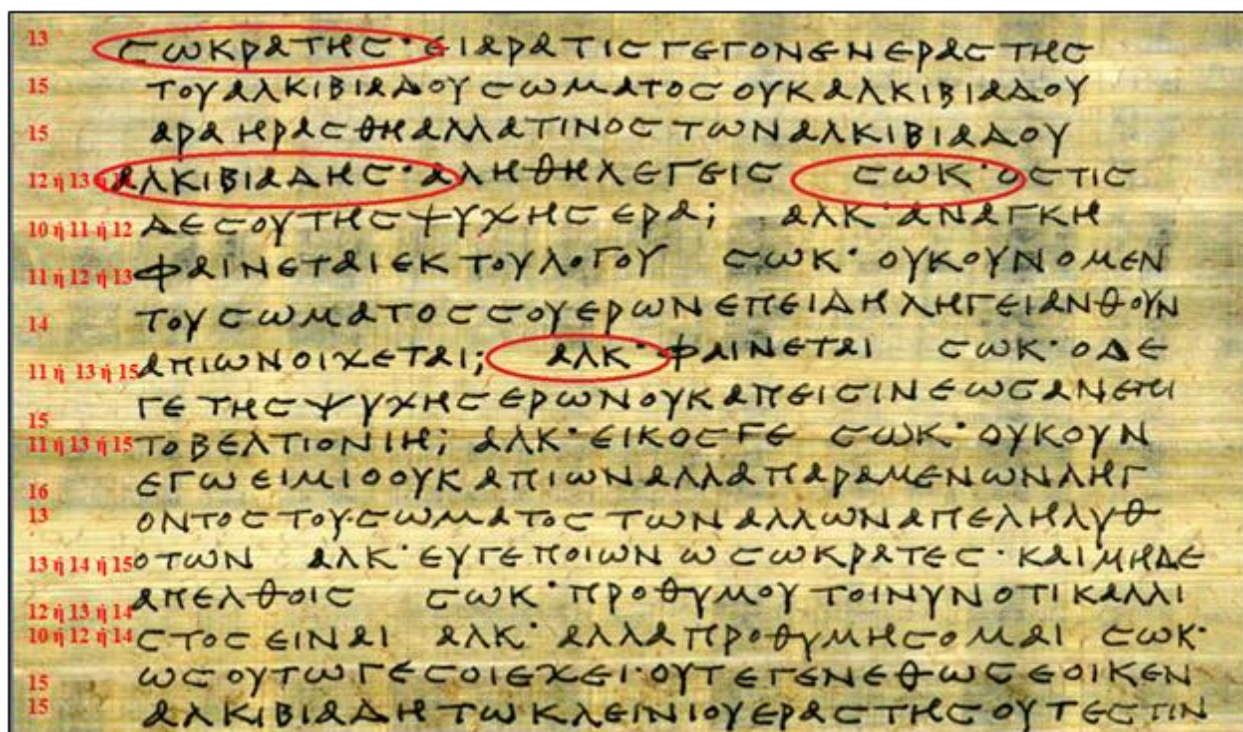 13 ϹΩΚΡΑΤΗϹ· ΕΙΑΡΑΤΙϹΓΕΓΟΝΕΝΕΡΑϹΤΗϹ
15 ΤΟΥΑΛΚΙΒΙΑΔΟΥϹΩΜΑΤΟϹΟΥΚΑΛΚΙΒΙΑΔΟΥ
15 ΑΡΑΗΡΑϹΘΗΑΛΛΑΤΙΝΟϹΤΩΝΑΛΚΙΒΙΑΔΟΥ
12 ή 13 ή ΑΛΚΙΒΙΑΔΗϹ· ΑΛΗΘΗΛΕΓΕΙϹ ϹΩΚ· ΟϹΤΙϹ
10 ή 11 ή 12 ΔΕϹΟΥΤΗϹΨΥΧΗϹΕΡΑ; ΑΛΚ· ΑΝΑΓΚΗ
11 ή 12 ή 13 ΦΑΙΝΕΤΑΙΕΚΤΟΥΛΟΓΟΥ ϹΩΚ· ΟΥΚΟΥΝΟΜΕΝ
14 ΤΟΥϹΩΜΑΤΟϹϹΟΥΕΡΩΝΕΠΕΙΔΗΛΗΓΕΙΑΝΘΟΥΝ
11 ή 13 ή 15 ΑΠΙΩΝΟΙΧΕΤΑΙ; ΑΛΚ· ΦΑΙΝΕΤΑΙ ϹΩΚ· ΟΔΕ
15 ΓΕΤΗϹΨΥΧΗϹΕΡΩΝΟΥΚΑΠΕΙϹΙΝΕΩϹΑΝΕΠΙ
11 ή 13 ή 15 ΤΟΒΕΛΤΙΟΝΙΗ; ΑΛΚ· ΕΙΚΟϹΓΕ ϹΩΚ· ΟΥΚΟΥΝ
16 ΕΓΩΕΙΜΙΟΟΥΚΑΠΙΩΝΑΛΛΑΠΑΡΑΜΕΝΩΝΛΗΓ
13 ΟΝΤΟϹΤΟΥ·ϹΩΜΑΤΟϹΤΩΝΑΛΛΩΝΑΠΕΛΗΛΥΘ
13 ή 14 ή 15 ΟΤΩΝ ΑΛΚ· ΕΥΓΕΠΟΙΩΝΩϹΩΚΡΑΤΕϹ· ΚΑΙΜΗΔΕ
12 ή 13 ή 14 ΑΠΕΛΘΟΙϹ ϹΩΚ· ΠΡΟΘΥΜΟΥΤΟΙΝΥΝΟΤΙΚΑΛΛΙ
10 ή 12 ή 14 ϹΤΟϹΕΙΝΑΙ ΑΛΚ· ΑΛΛΑΠΡΟΘΥΜΗϹΟΜΑΙ ϹΩΚ·
15 ΩϹΟΥΤΩΓΕϹΟΙΕΧΕΙ·ΟΥΤΕΓΕΝΕΘΩϹΕΟΙΚΕΝ
15 ΑΛΚΙΒΙΑΔΗΤΩΚΛΕΙΝΙΟΥΕΡΑϹΤΗϹΟΥΤΕϹΤΙΝ